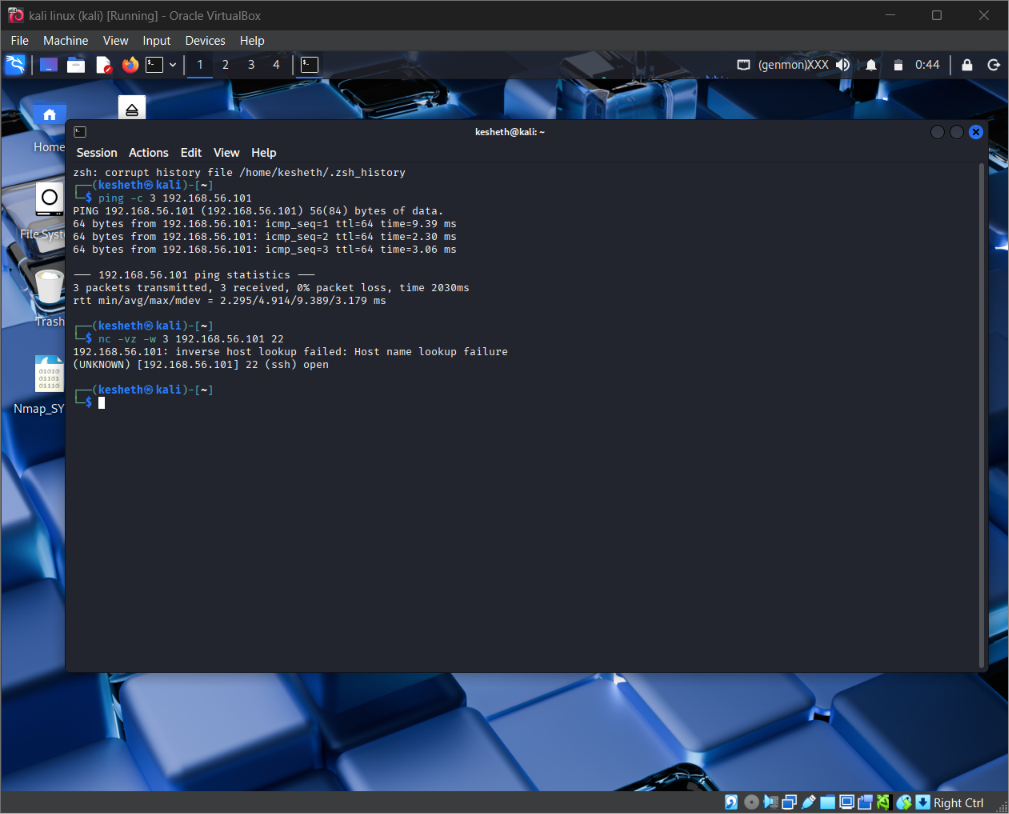 kali linux (kali) [Running] - Oracle VirtualBox
File Machine View Input Devices Help
1 2 3 4 (genmon)XXX 0:44
Home
File Syst
Trash
Nmap_SY
kesheth@kali: ~
Session Actions Edit View Help
zsh: corrupt history file /home/kesheth/.zsh_history
┌──(kesheth㉿kali)-[~]
└─$ ping -c 3 192.168.56.101
PING 192.168.56.101 (192.168.56.101) 56(84) bytes of data.
64 bytes from 192.168.56.101: icmp_seq=1 ttl=64 time=9.39 ms
64 bytes from 192.168.56.101: icmp_seq=2 ttl=64 time=2.30 ms
64 bytes from 192.168.56.101: icmp_seq=3 ttl=64 time=3.06 ms
--- 192.168.56.101 ping statistics ---
3 packets transmitted, 3 received, 0% packet loss, time 2030ms
rtt min/avg/max/mdev = 2.295/4.914/9.389/3.179 ms
┌──(kesheth㉿kali)-[~]
└─$ nc -vz -w 3 192.168.56.101 22
192.168.56.101: inverse host lookup failed: Host name lookup failure
(UNKNOWN) [192.168.56.101] 22 (ssh) open
┌──(kesheth㉿kali)-[~]
└─$
Right Ctrl